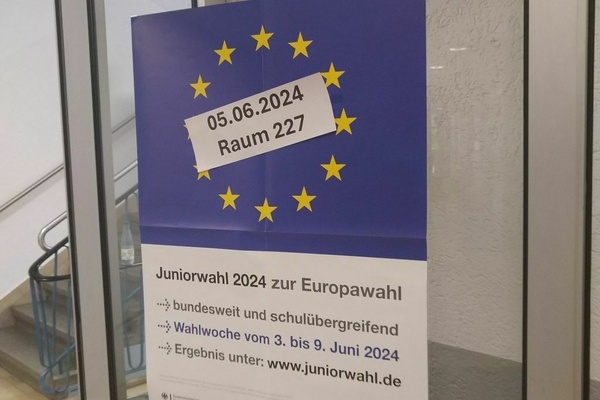 05.06.2024
Raum 227
Juniorwahl 2024 zur Europawahl
bundesweit und schulübergreifend
Wahlwoche vom 3. bis 9. Juni 2024
Ergebnis unter: www.juniorwahl.de